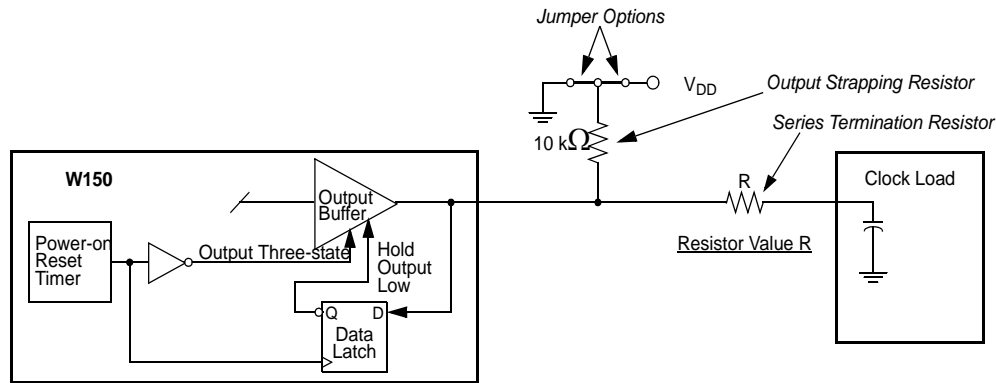 Jumper Options
VDD
Output Strapping Resistor
10 kΩ
Series Termination Resistor
W150
Output
Buffer
R
Clock Load
Power-on
Reset
Timer
Output Three-state
Hold
Output
Low
Resistor Value R
Q D
Data
Latch